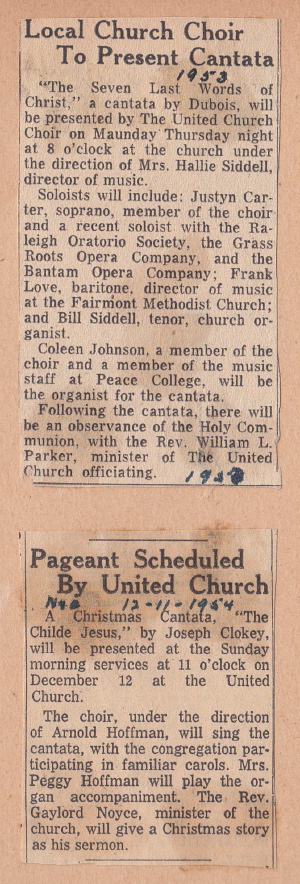 Local Church Choir
To Present Cantata
1953
"The Seven Last Words of
Christ," a cantata by Dubois, will
be presented by The United Church
Choir on Maunday Thursday night
at 8 o'clock at the church under
the direction of Mrs. Hallie Siddell,
director of music.
Soloists will include: Justyn Car-
ter, soprano, member of the choir
and a recent soloist with the Ra-
leigh Oratorio Society, the Grass
Roots Opera Company, and the
Bantam Opera Company; Frank
Love, baritone, director of music
at the Fairmont Methodist Church;
and Bill Siddell, tenor, church or-
ganist.
Coleen Johnson, a member of the
choir and a member of the music
staff at Peace College, will be
the organist for the cantata.
Following the cantata, there will
be an observance of the Holy Com-
munion, with the Rev. William L.
Parker, minister of The United
Church officiating.
Pageant Scheduled
By United Church
12-11-1954
A Christmas Cantata, "The
Childe Jesus," by Joseph Clokey,
will be presented at the Sunday
morning services at 11 o'clock on
December 12 at the United
Church.
The choir, under the direction
of Arnold Hoffman, will sing the
cantata, with the congregation par-
ticipating in familiar carols. Mrs.
Peggy Hoffman will play the or-
gan accompaniment. The Rev.
Gaylord Noyce, minister of the
church, will give a Christmas story
as his sermon.